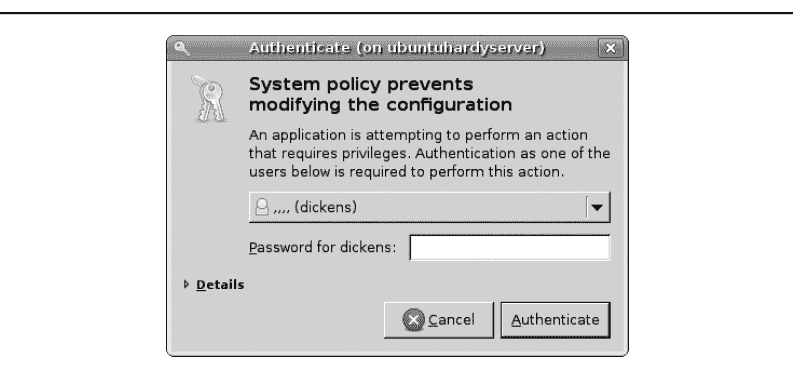 Authenticate (on ubuntuhardyserver)
System policy prevents
modifying the configuration
An application is attempting to perform an action
that requires privileges. Authentication as one of the
users below is required to perform this action.
,,,, (dickens)
Password for dickens:
Details
Cancel
Authenticate